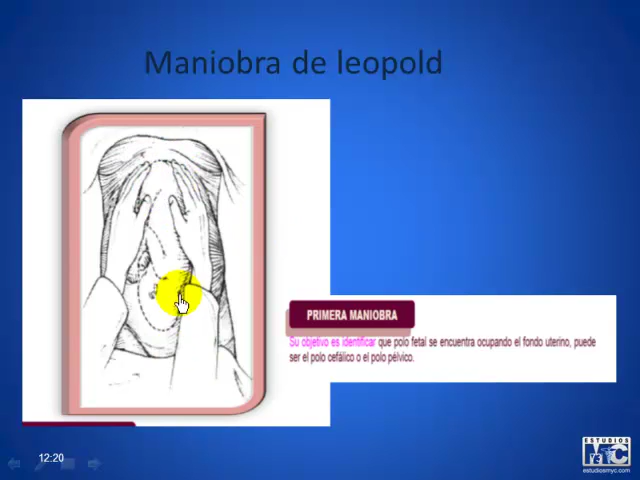 Maniobra de leopold
PRIMERA MANIOBRA
Su objetivo es identificar que polo fetal se encuentra ocupando el fondo uterino, puede
ser el polo cefálico o el polo pélvico.
12:20
ESTUDIOS
MYC
estudiosmyc.com